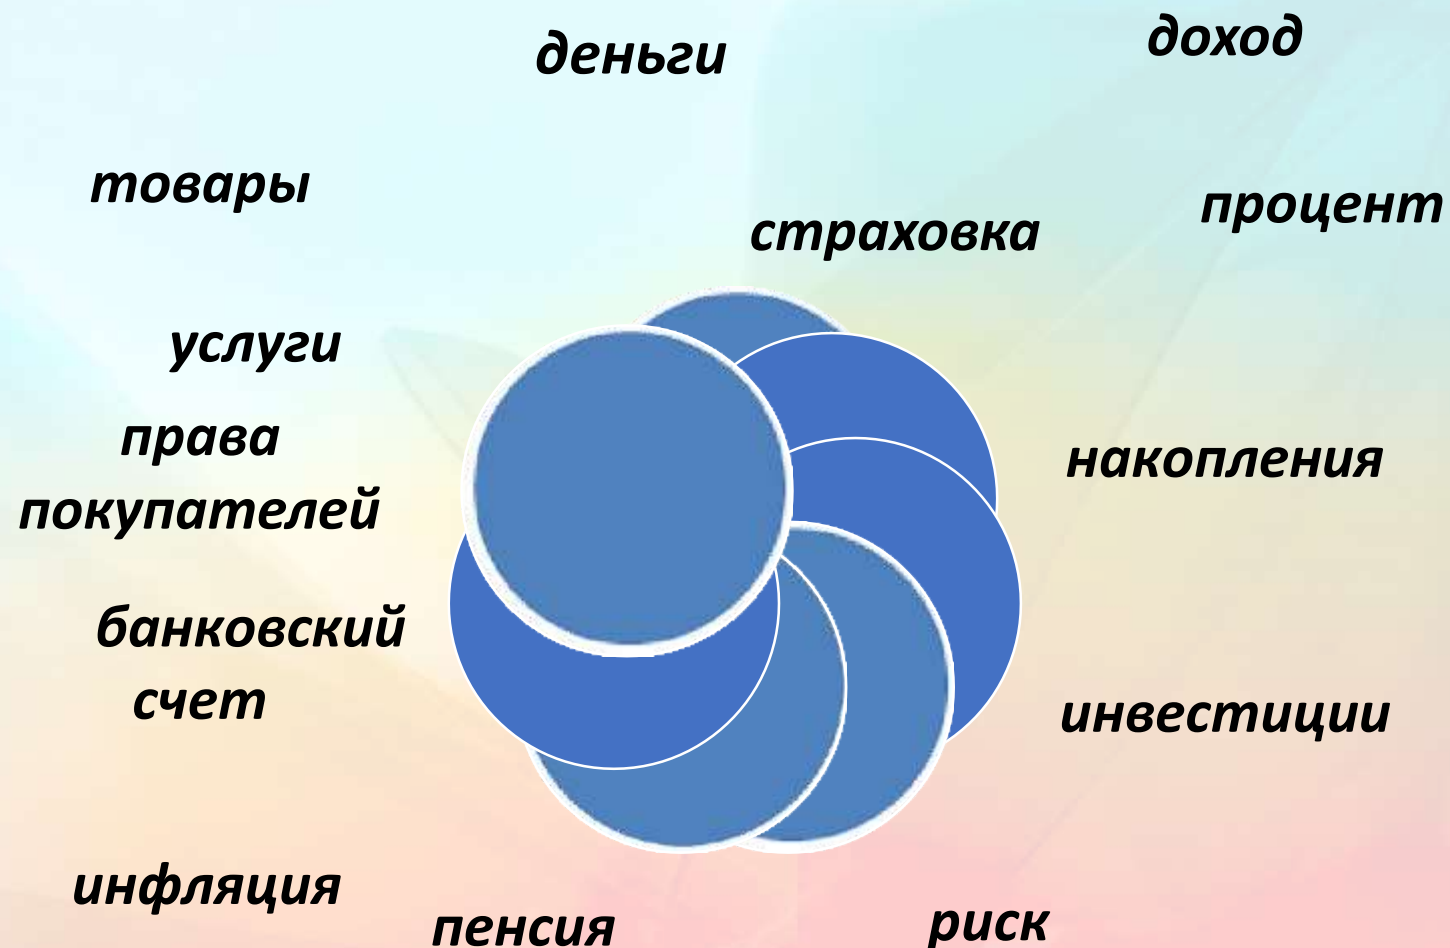 деньги
доход
товары
процент
страховка
услуги
права
покупателей
накопления
банковский
счет
инвестиции
инфляция
пенсия
риск